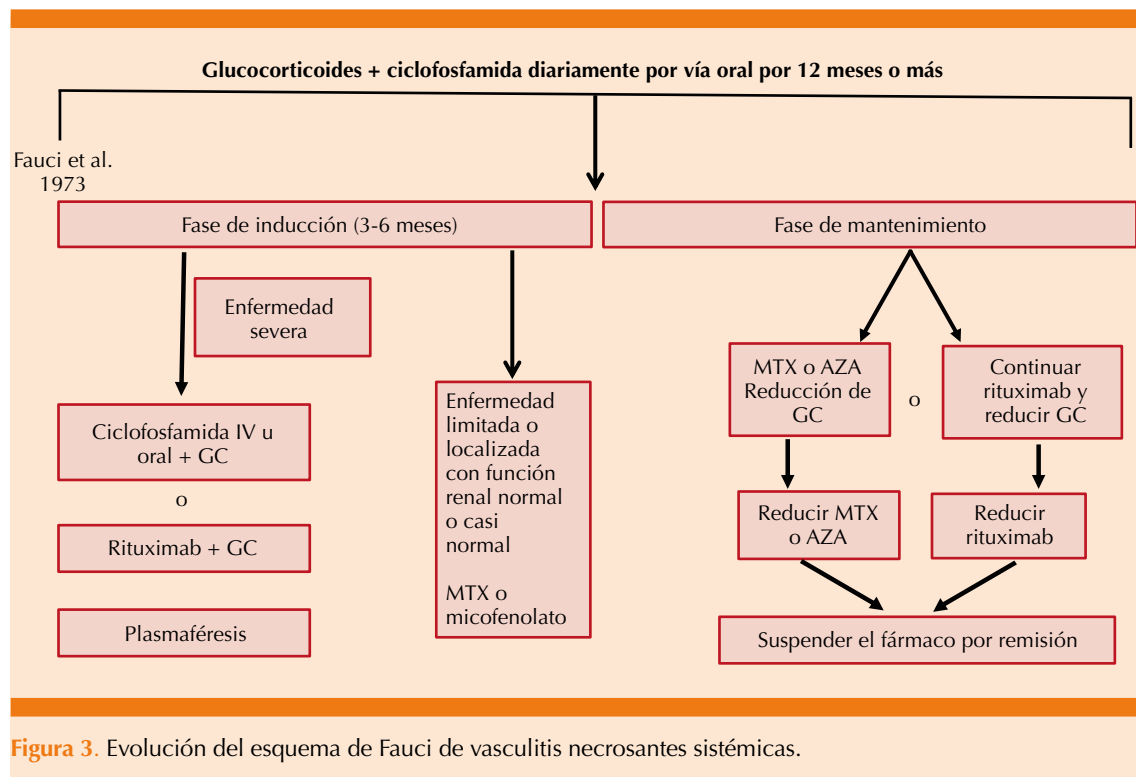 Glucocorticoides + ciclofosfamida diariamente por vía oral por 12 meses o más
Fauci et al.
1973
Fase de inducción (3-6 meses)
Fase de mantenimiento
Enfermedad
severa
Ciclofosfamida IV u
oral + GC
o
Rituximab + GC
Plasmaféresis
Enfermedad
limitada o
localizada
con función
renal normal
o casi
normal
MTX o
micofenolato
MTX o AZA
Reducción de
GC
o
Continuar
rituximab y
reducir GC
Reducir MTX
o AZA
Reducir
rituximab
Suspender el fármaco por remisión
Figura 3. Evolución del esquema de Fauci de vasculitis necrosantes sistémicas.